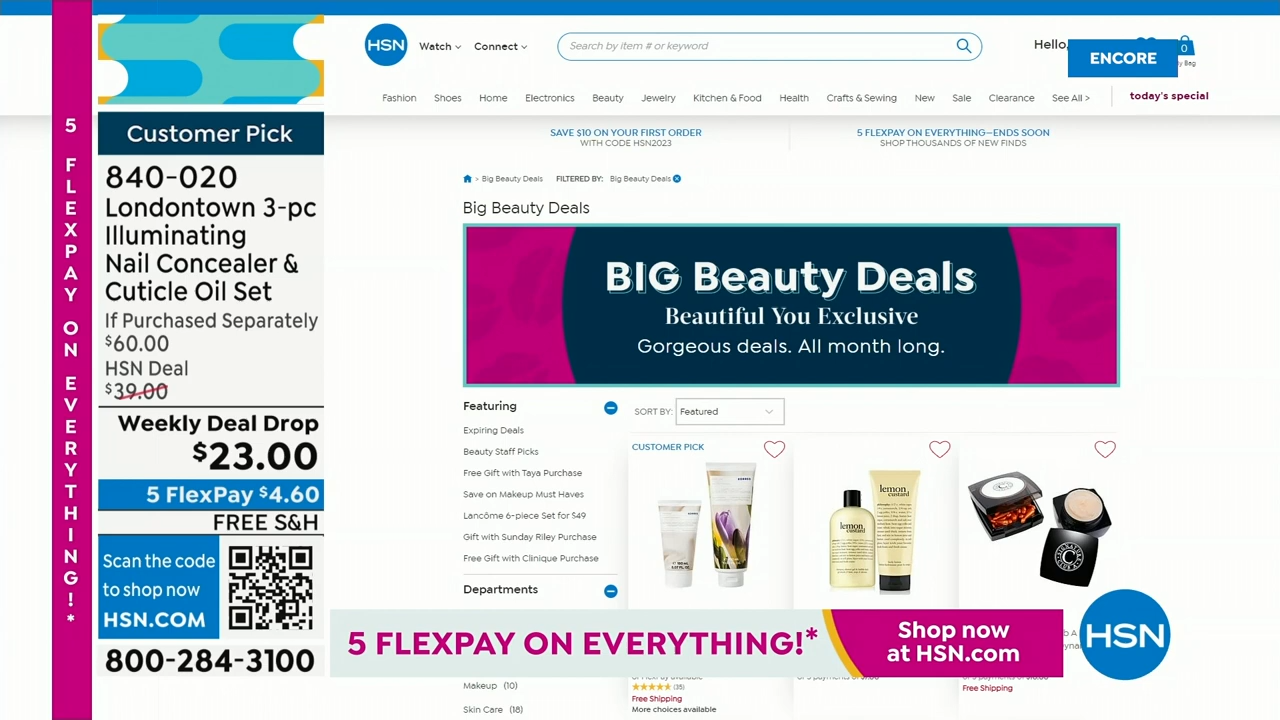 5 FLEXPAY ON EVERYTHING!*
Customer Pick
840-020
Londontown 3-pc
Illuminating
Nail Concealer &
Cuticle Oil Set
If Purchased Separately
$60.00
HSN Deal
$39.00
Weekly Deal Drop
$23.00
5 FlexPay $4.60
FREE S&H
Scan the code
to shop now
HSN.COM
800-284-3100
HSN
Watch
Connect
Search by item # or keyword
Hello,
ENCORE
0
Bag
Fashion Shoes Home Electronics Beauty Jewelry Kitchen & Food Health Crafts & Sewing New Sale Clearance See All > today's special
SAVE $10 ON YOUR FIRST ORDER
WITH CODE HSN2023
5 FLEXPAY ON EVERYTHING—ENDS SOON
SHOP THOUSANDS OF NEW FINDS
> Big Beauty Deals FILTERED BY: Big Beauty Deals
Big Beauty Deals
BIG Beauty Deals
Beautiful You Exclusive
Gorgeous deals. All month long.
Featuring
Expiring Deals
Beauty Staff Picks
Free Gift with Taya Purchase
Save on Makeup Must Haves
Lancôme 6-piece Set for $49
Gift with Sunday Riley Purchase
Free Gift with Clinique Purchase
Departments
Makeup (10)
Skin Care (18)
SORT BY: Featured
CUSTOMER PICK
KORRES
lemon
custard
lemon
custard
5 FLEXPAY ON EVERYTHING!*
Shop now
at HSN.com
HSN
(35)
Free Shipping
More choices available
Free Shipping